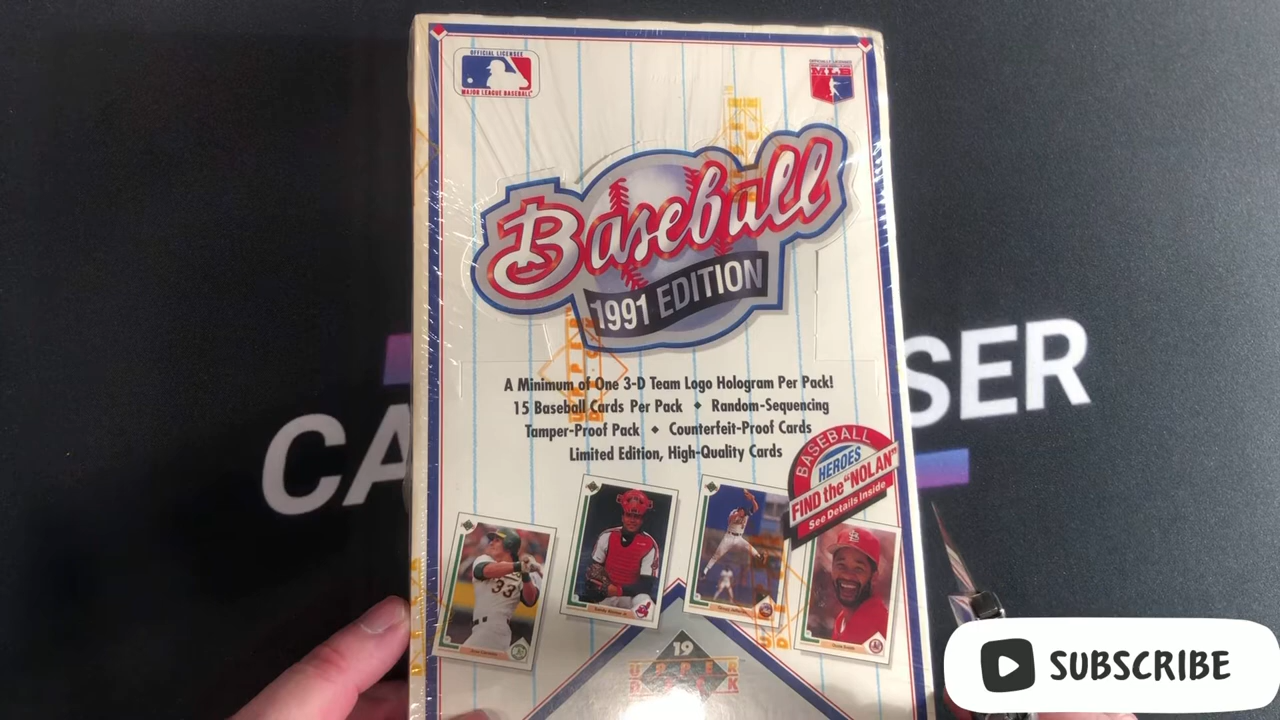 OFFICIAL LICENSEE
MAJOR LEAGUE BASEBALL
MLB
Baseball
1991 EDITION
A Minimum of One 3-D Team Logo Hologram Per Pack!
15 Baseball Cards Per Pack ◆ Random-Sequencing
Tamper-Proof Pack ◆ Counterfeit-Proof Cards
Limited Edition, High-Quality Cards
BASEBALL
HEROES
FIND the "NOLAN"
See Details Inside
CA
SER
33
19
UPPER
DECK
SUBSCRIBE